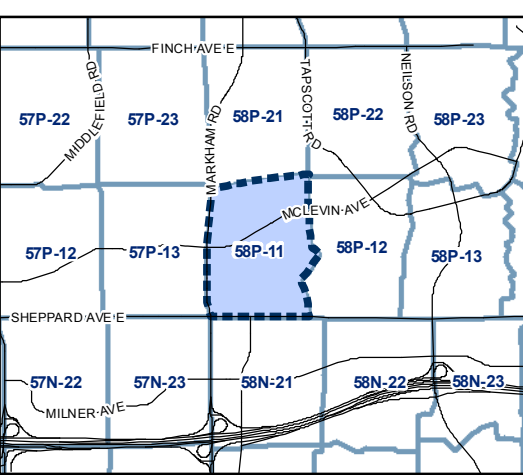 FINCH AVE E
MIDDLEFIELD RD
MARKHAM RD
TAPSCOTT RD
NEILSON RD
57P-22
57P-23
58P-21
58P-22
58P-23
MCLEVIN AVE
57P-12
57P-13
58P-11
58P-12
58P-13
SHEPPARD AVE E
57N-22
57N-23
58N-21
58N-22
58N-23
MILNER AVE